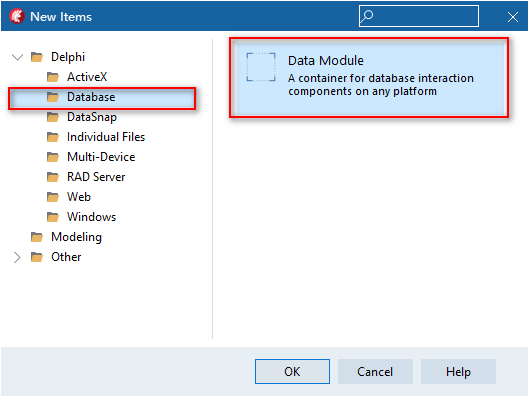 New Items
Delphi
ActiveX
Database
DataSnap
Individual Files
Multi-Device
RAD Server
Web
Windows
Modeling
Other
Data Module
A container for database interaction
components on any platform
OK
Cancel
Help